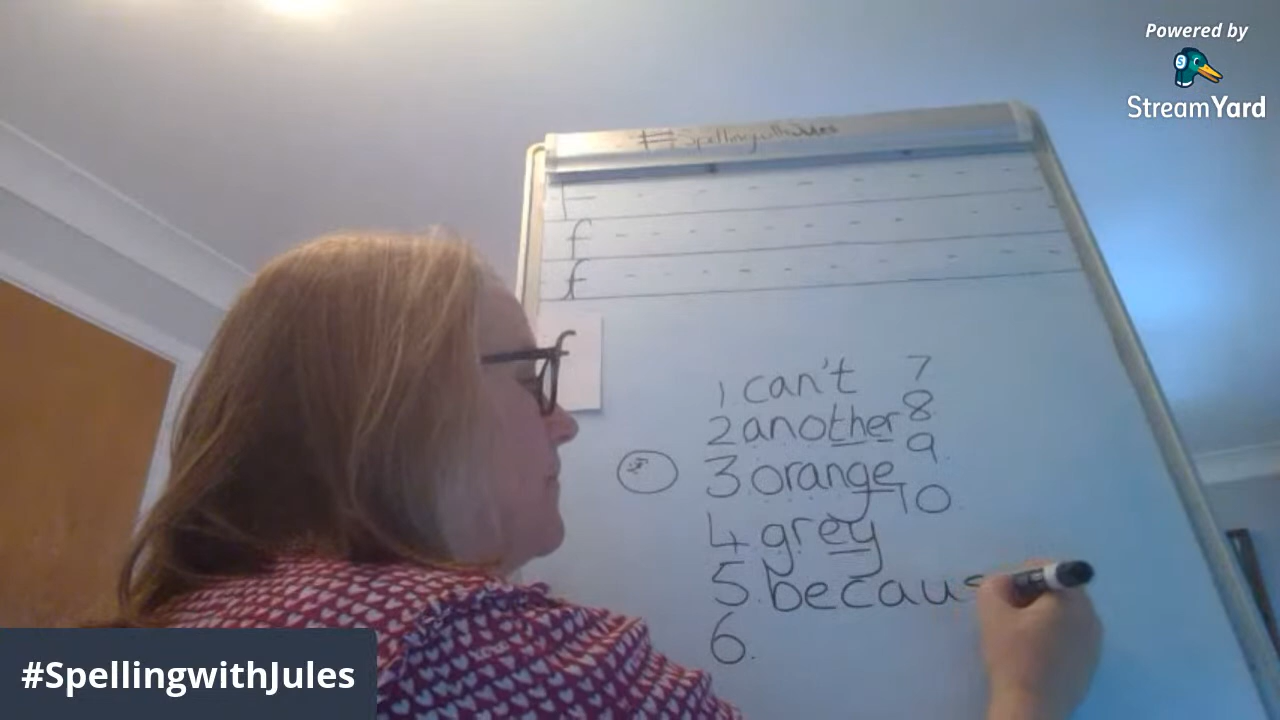 Powered by
StreamYard
#SpellingwithJules
f
f
f
1 can't 7
2 another 8
3 orange 9.
4 grey 10.
5. becaus
6.
#SpellingwithJules